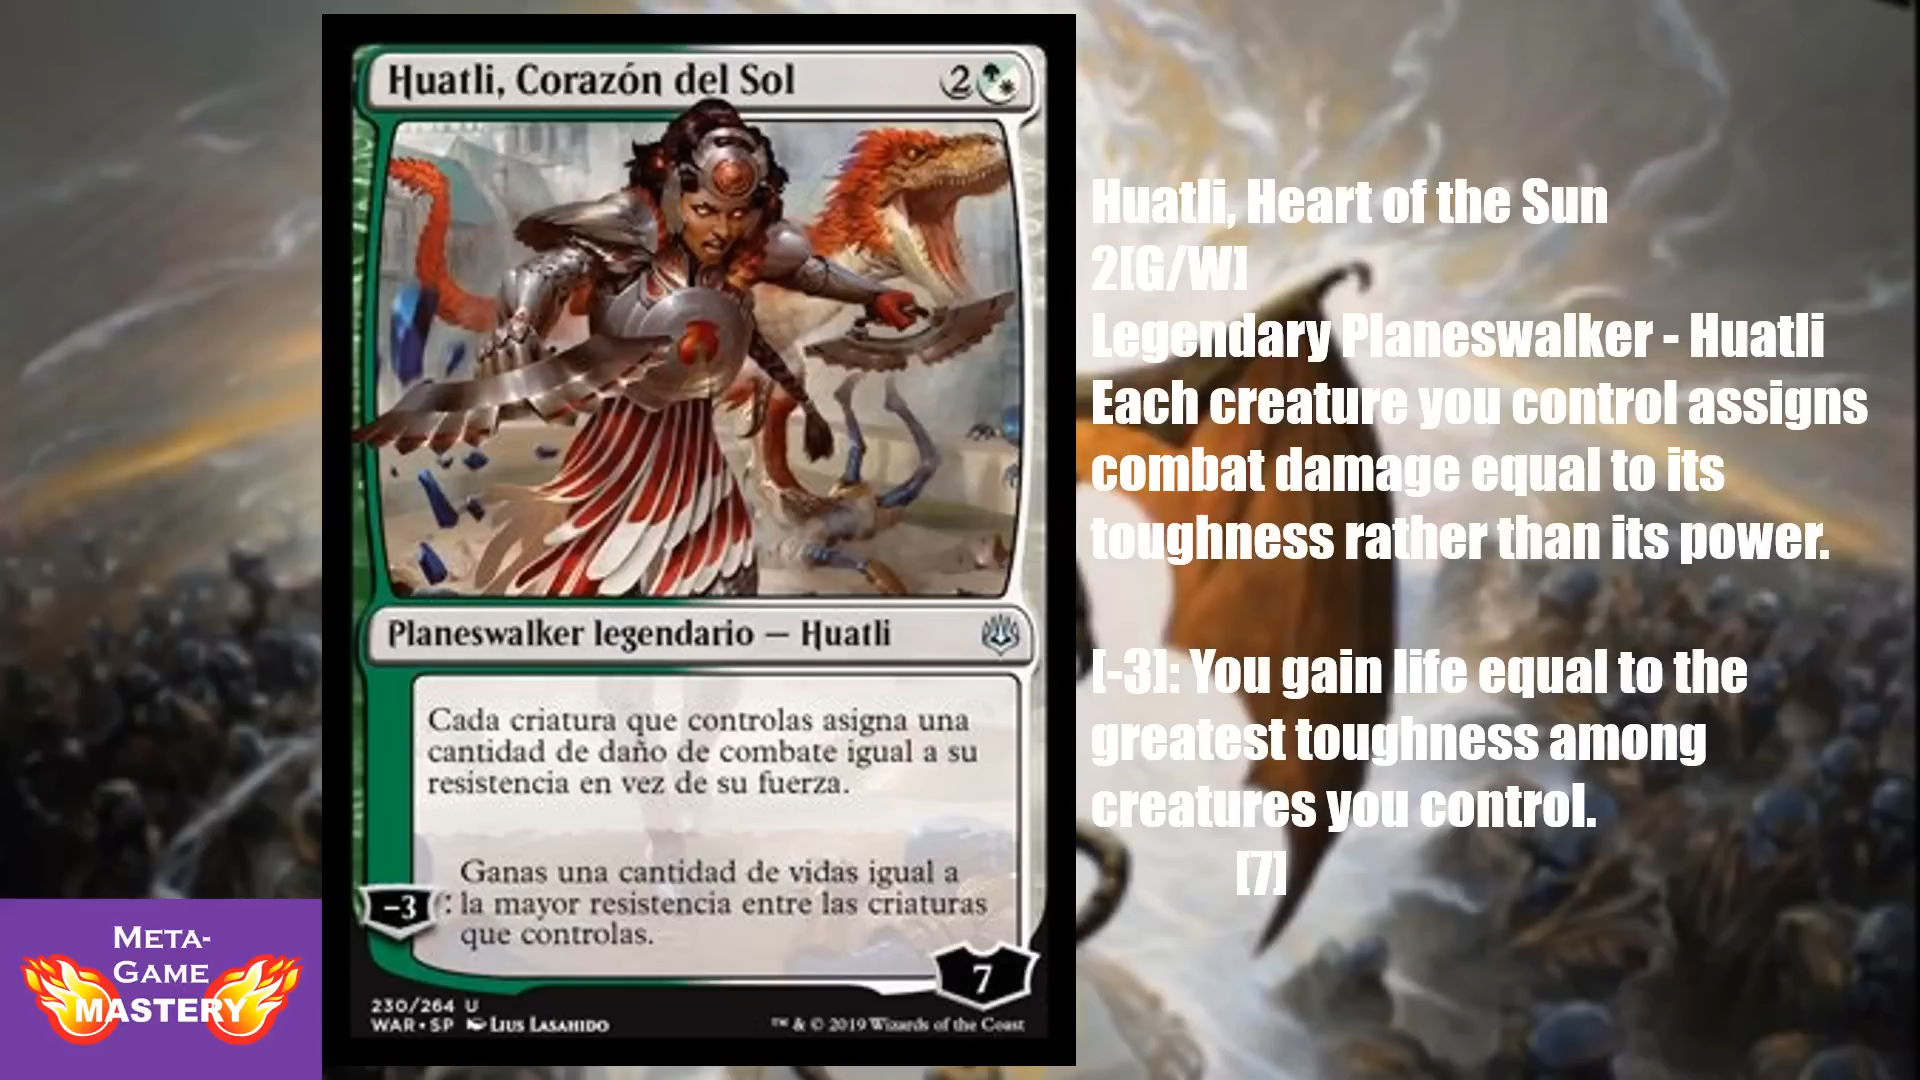 Huatli, Corazón del Sol
2
Planeswalker legendario — Huatli
Cada criatura que controlas asigna una
cantidad de daño de combate igual a su
resistencia en vez de su fuerza.
Ganas una cantidad de vidas igual a
-3 : la mayor resistencia entre las criaturas
que controlas.
7
230/264 U
WAR • SP LIUS LASAHIDO
™ & © 2019 Wizards of the Coast
Huatli, Heart of the Sun
2[G/W]
Legendary Planeswalker - Huatli
Each creature you control assigns
combat damage equal to its
toughness rather than its power.
[-3]: You gain life equal to the
greatest toughness among
creatures you control.
[7]
META-
GAME
MASTERY